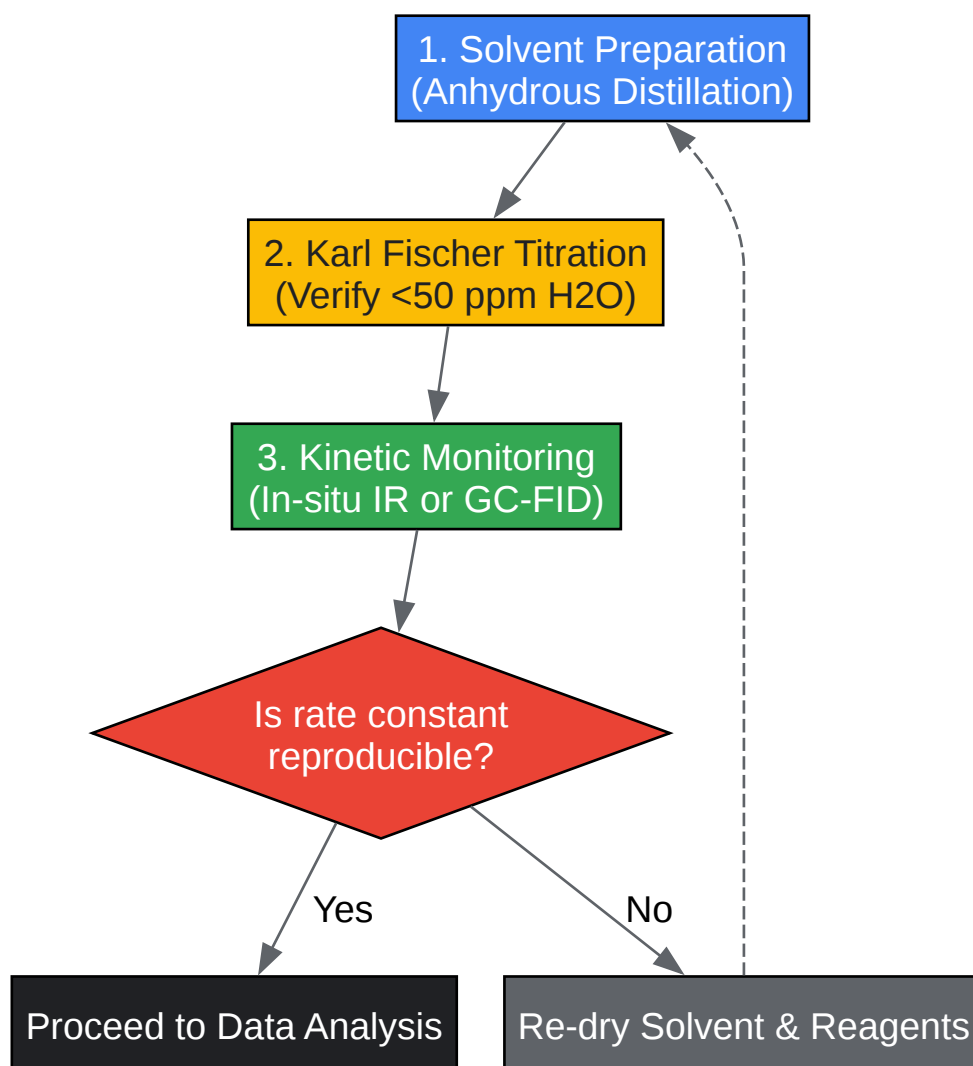 1. Solvent Preparation
(Anhydrous Distillation)
2. Karl Fischer Titration
(Verify <50 ppm H2O)
3. Kinetic Monitoring
(In-situ IR or GC-FID)
Is rate constant
reproducible?
Yes
No
Proceed to Data Analysis
Re-dry Solvent & Reagents